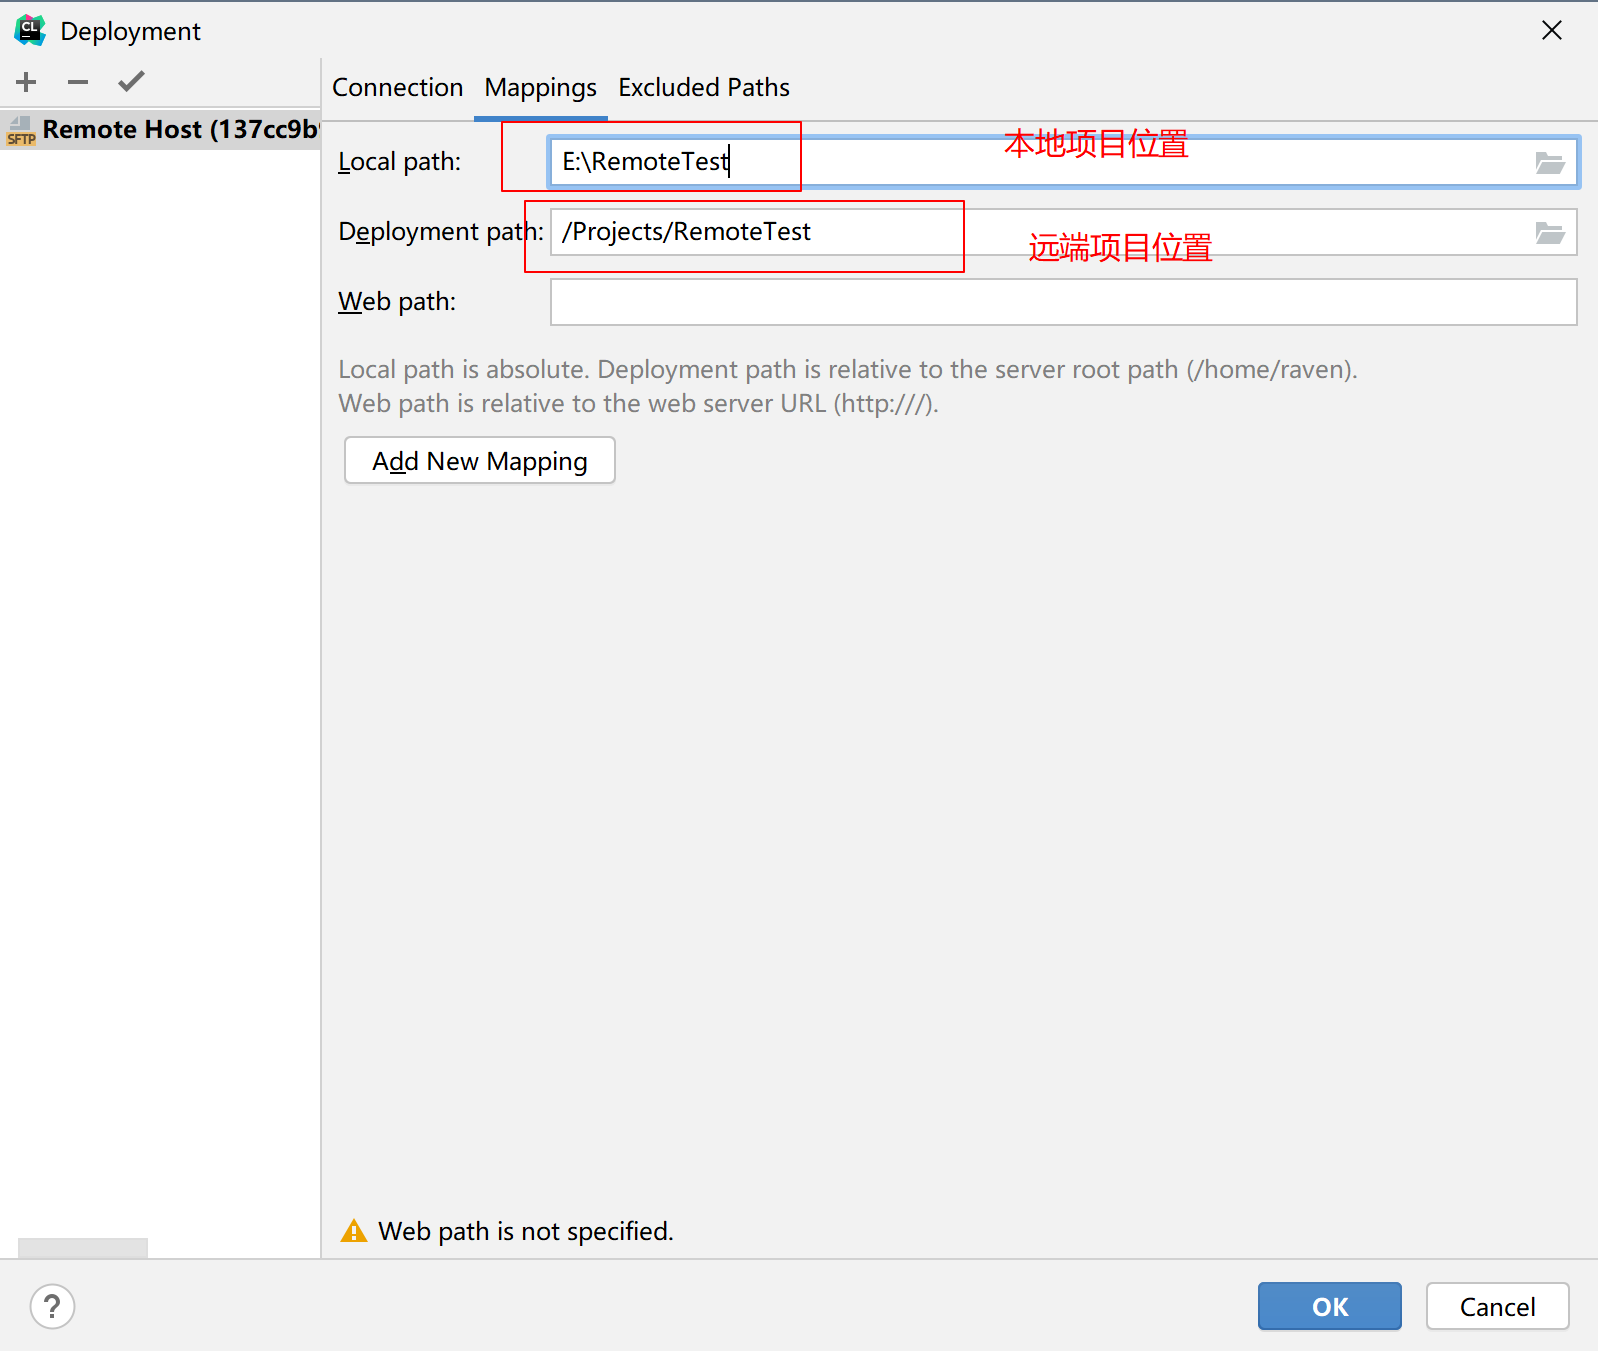 Deployment
Connection Mappings Excluded Paths
SFTP Remote Host (137cc9b
Local path: E:\RemoteTest 本地项目位置
Deployment path: /Projects/RemoteTest 远端项目位置
Web path:
Local path is absolute. Deployment path is relative to the server root path (/home/raven).
Web path is relative to the web server URL (http:///).
Add New Mapping
Web path is not specified.
? OK Cancel